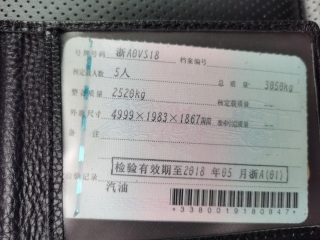 号牌号码 浙A0V518 档案编号
核定载人数 5人 总质量 3050kg
整备质量 2520kg 核定载质量
外廓尺寸 4999×1983×1867mm 准牵引总质量
备注
检验有效期至2018年05月浙A(01)
检验记录
汽油
*3380019180947*